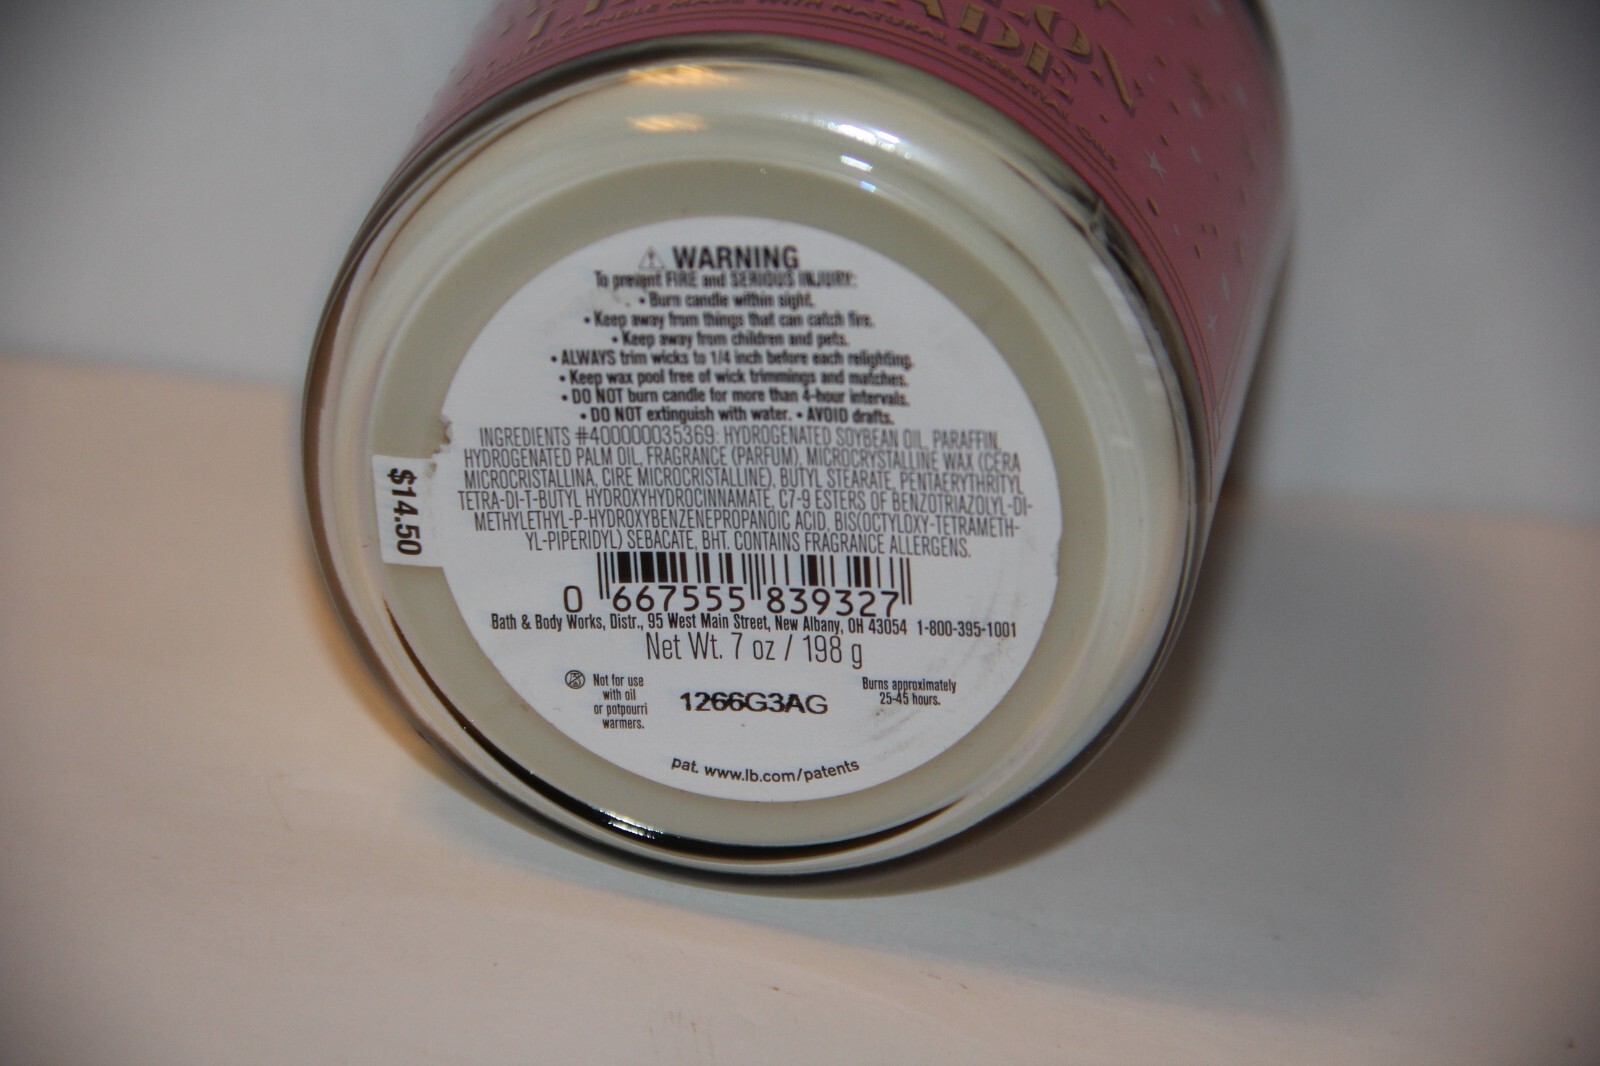 MADE WITH NATURAL ESSENTIAL OILS
WARNING
To prevent FIRE and SERIOUS INJURY:
• Burn candle within sight.
• Keep away from things that can catch fire.
• Keep away from children and pets.
• ALWAYS trim wicks to 1/4 inch before each relighting.
• Keep wax pool free of wick trimmings and matches.
• DO NOT burn candle for more than 4-hour intervals.
• DO NOT extinguish with water. • AVOID drafts.
INGREDIENTS #400000035369: HYDROGENATED SOYBEAN OIL, PARAFFIN,
HYDROGENATED PALM OIL, FRAGRANCE (PARFUM), MICROCRYSTALLINE WAX (CERA
MICROCRISTALLINA, CIRE MICROCRISTALLINE), BUTYL STEARATE, PENTAERYTHRITYL
TETRA-DI-T-BUTYL HYDROXYHYDROCINNAMATE, C7-9 ESTERS OF BENZOTRIAZOLYL-DI-
METHYLETHYL-P-HYDROXYBENZENEPROPANOIC ACID, BIS(OCTYLOXY-TETRAMETH-
YL-PIPERIDYL) SEBACATE, BHT. CONTAINS FRAGRANCE ALLERGENS.
$14.50
0 667555 839327
Bath & Body Works, Distr., 95 West Main Street, New Albany, OH 43054 1-800-395-1001
Net Wt. 7 oz / 198 g
Not for use
with oil
or potpourri
warmers.
1266G3AG
Burns approximately
25-45 hours.
pat. www.lb.com/patents